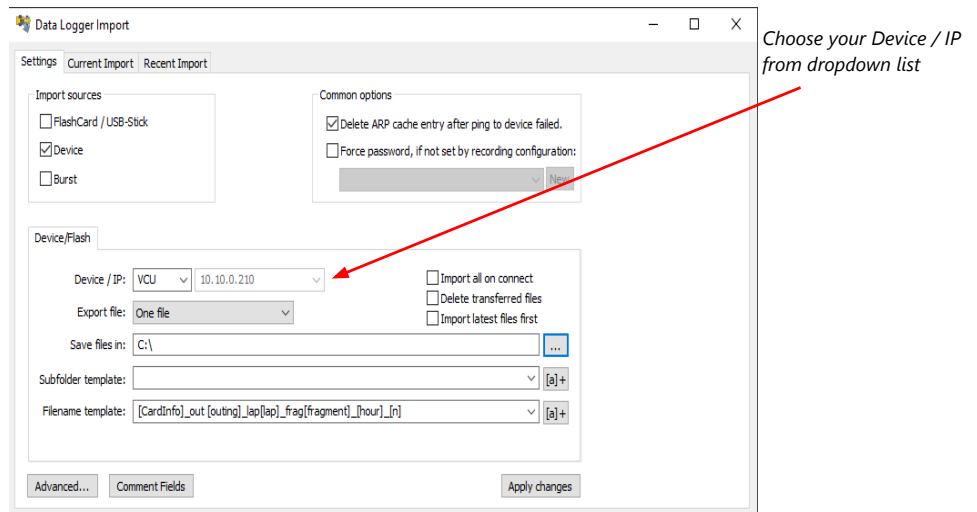 Data Logger Import
Choose your Device / IP
from dropdown list
Settings Current Import Recent Import
Import sources
FlashCard / USB-Stick
Device
Burst
Common options
Delete ARP cache entry after ping to device failed.
Force password, if not set by recording configuration:
New
Device/Flash
Device / IP: VCU 10.10.0.210
Export file: One file
Import all on connect
Delete transferred files
Import latest files first
Save files in: C:\ ...
Subfolder template: [a]+
Filename template: [CardInfo]_out [outing]_lap[lap]_frag[fragment]_[hour]_[n] [a]+
Advanced... Comment Fields Apply changes